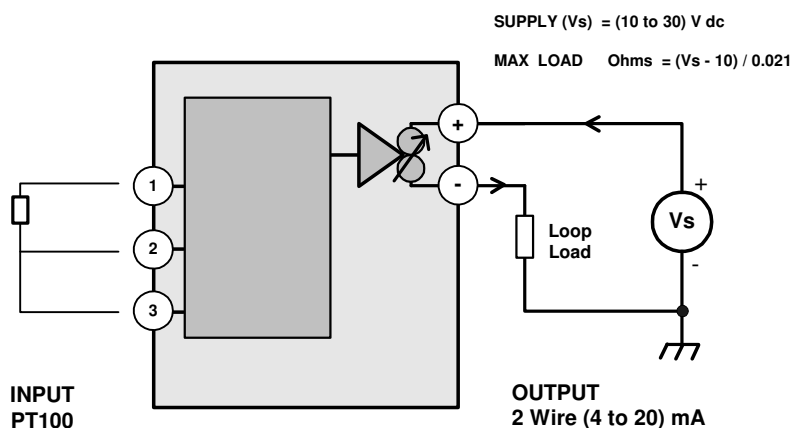 SUPPLY (Vs) = (10 to 30) V dc
MAX LOAD Ohms = (Vs - 10) / 0.021
+
-
1
2
3
Loop
Load
+
Vs
-
INPUT
PT100
OUTPUT
2 Wire (4 to 20) mA